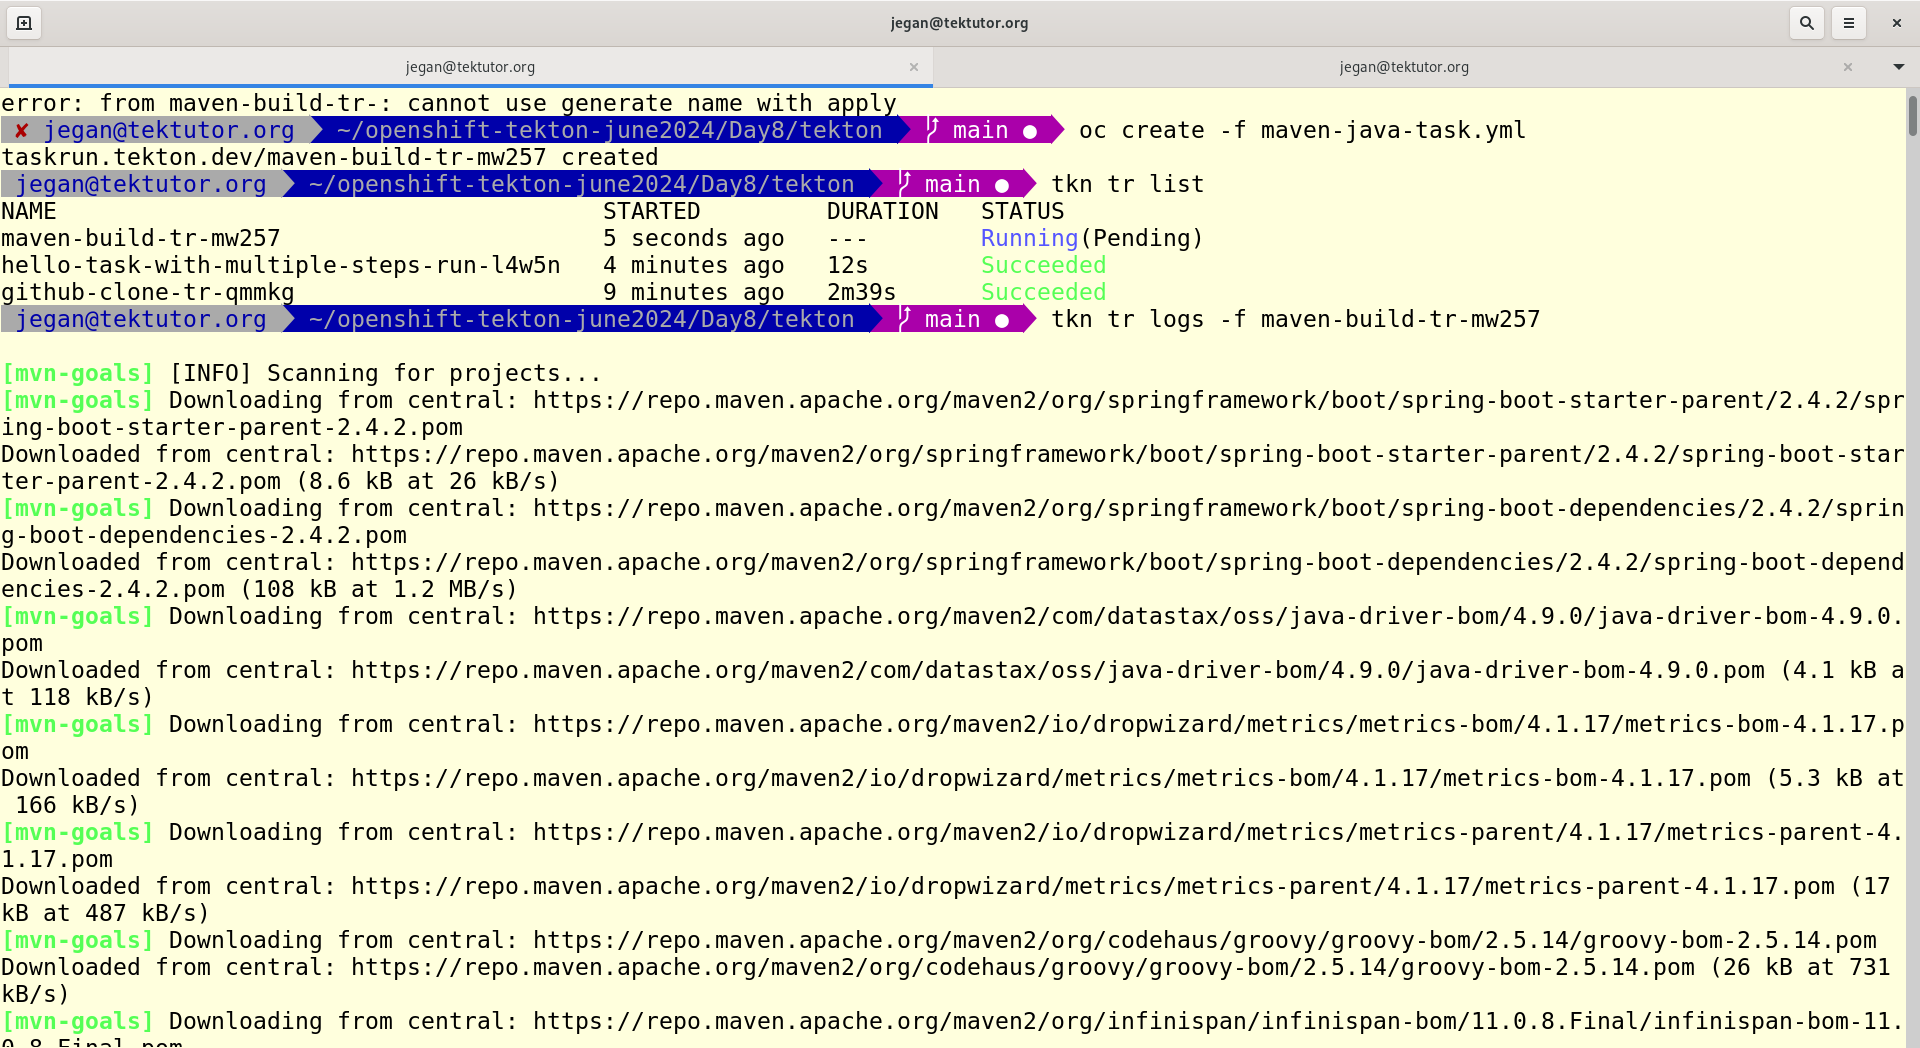 jegan@tektutor.org
jegan@tektutor.org
jegan@tektutor.org
error: from maven-build-tr-: cannot use generate name with apply
✘ jegan@tektutor.org ~/openshift-tekton-june2024/Day8/tekton main ● oc create -f maven-java-task.yml
taskrun.tekton.dev/maven-build-tr-mw257 created
jegan@tektutor.org ~/openshift-tekton-june2024/Day8/tekton main ● tkn tr list
NAME STARTED DURATION STATUS
maven-build-tr-mw257 5 seconds ago --- Running(Pending)
hello-task-with-multiple-steps-run-l4w5n 4 minutes ago 12s Succeeded
github-clone-tr-qmmkg 9 minutes ago 2m39s Succeeded
jegan@tektutor.org ~/openshift-tekton-june2024/Day8/tekton main ● tkn tr logs -f maven-build-tr-mw257
[mvn-goals] [INFO] Scanning for projects...
[mvn-goals] Downloading from central: https://repo.maven.apache.org/maven2/org/springframework/boot/spring-boot-starter-parent/2.4.2/spr
ing-boot-starter-parent-2.4.2.pom
Downloaded from central: https://repo.maven.apache.org/maven2/org/springframework/boot/spring-boot-starter-parent/2.4.2/spring-boot-star
ter-parent-2.4.2.pom (8.6 kB at 26 kB/s)
[mvn-goals] Downloading from central: https://repo.maven.apache.org/maven2/org/springframework/boot/spring-boot-dependencies/2.4.2/sprin
g-boot-dependencies-2.4.2.pom
Downloaded from central: https://repo.maven.apache.org/maven2/org/springframework/boot/spring-boot-dependencies/2.4.2/spring-boot-depend
encies-2.4.2.pom (108 kB at 1.2 MB/s)
[mvn-goals] Downloading from central: https://repo.maven.apache.org/maven2/com/datastax/oss/java-driver-bom/4.9.0/java-driver-bom-4.9.0.
pom
Downloaded from central: https://repo.maven.apache.org/maven2/com/datastax/oss/java-driver-bom/4.9.0/java-driver-bom-4.9.0.pom (4.1 kB a
t 118 kB/s)
[mvn-goals] Downloading from central: https://repo.maven.apache.org/maven2/io/dropwizard/metrics/metrics-bom/4.1.17/metrics-bom-4.1.17.p
om
Downloaded from central: https://repo.maven.apache.org/maven2/io/dropwizard/metrics/metrics-bom/4.1.17/metrics-bom-4.1.17.pom (5.3 kB at
166 kB/s)
[mvn-goals] Downloading from central: https://repo.maven.apache.org/maven2/io/dropwizard/metrics/metrics-parent/4.1.17/metrics-parent-4.
1.17.pom
Downloaded from central: https://repo.maven.apache.org/maven2/io/dropwizard/metrics/metrics-parent/4.1.17/metrics-parent-4.1.17.pom (17
kB at 487 kB/s)
[mvn-goals] Downloading from central: https://repo.maven.apache.org/maven2/org/codehaus/groovy/groovy-bom/2.5.14/groovy-bom-2.5.14.pom
Downloaded from central: https://repo.maven.apache.org/maven2/org/codehaus/groovy/groovy-bom/2.5.14/groovy-bom-2.5.14.pom (26 kB at 731
kB/s)
[mvn-goals] Downloading from central: https://repo.maven.apache.org/maven2/org/infinispan/infinispan-bom/11.0.8.Final/infinispan-bom-11.
0.8.Final.pom